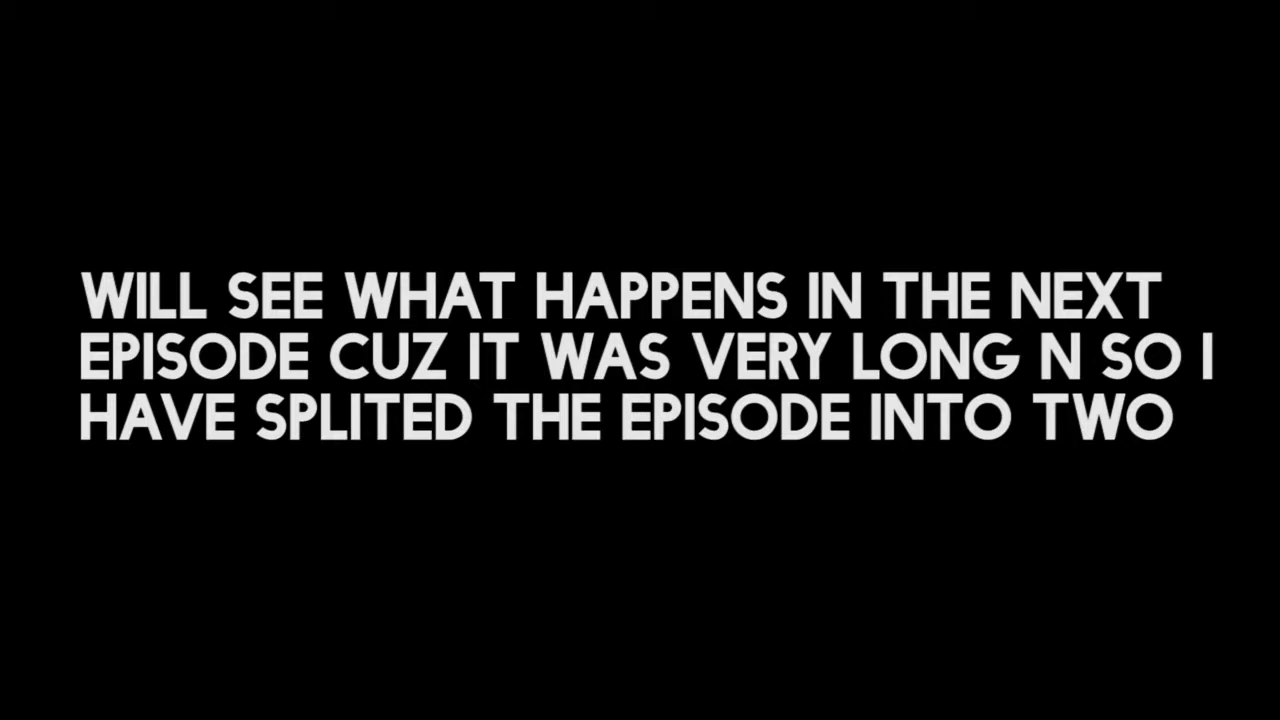 WILL SEE WHAT HAPPENS IN THE NEXT
EPISODE CUZ IT WAS VERY LONG N SO I
HAVE SPLITED THE EPISODE INTO TWO